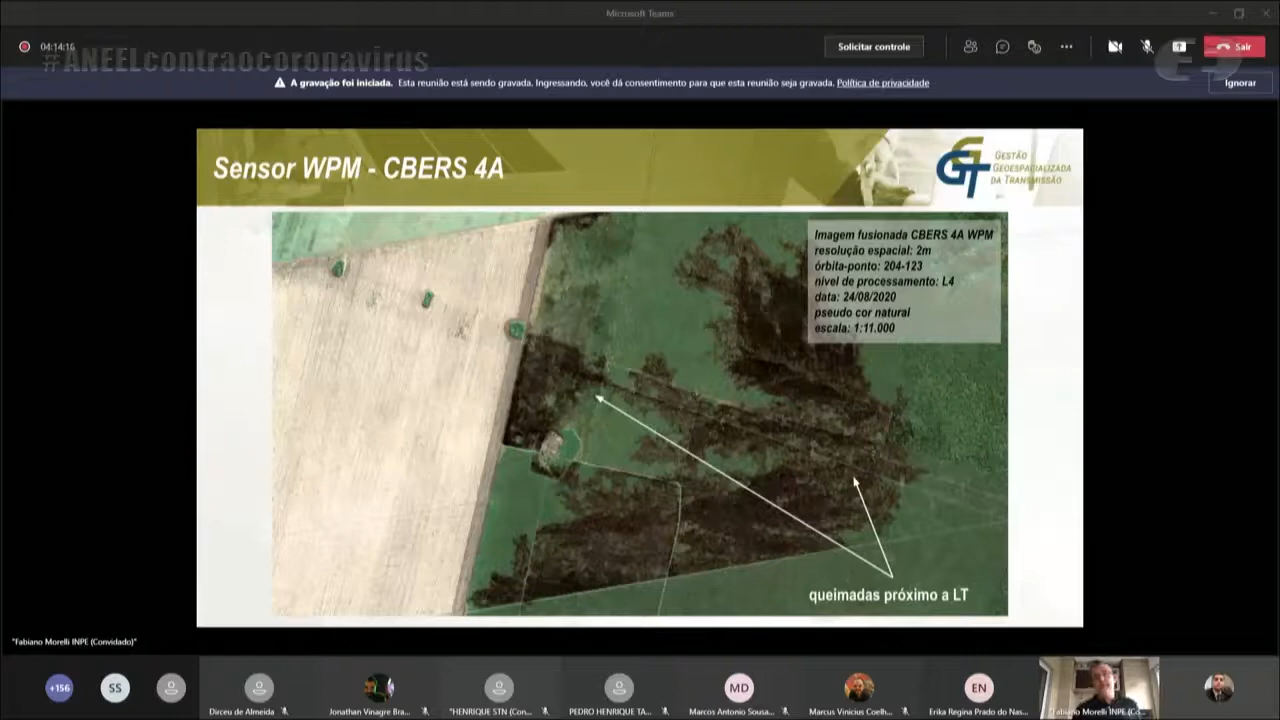 Microsoft Teams
04:14:16
#ANEELcontraocoronavirus
Solicitar controle
Sair
A gravação foi iniciada. Esta reunião está sendo gravada. Ingressando, você dá consentimento para que esta reunião seja gravada. Política de privacidade
Ignorar
Sensor WPM - CBERS 4A
GGT
GESTÃO
GEOESPACIALIZADA
DA TRANSMISSÃO
Imagem fusionada CBERS 4A WPM
resolução espacial: 2m
órbita-ponto: 204-123
nível de processamento: L4
data: 24/08/2020
pseudo cor natural
escala: 1:11.000
queimadas próximo a LT
"Fabiano Morelli INPE (Convidado)"
+156
SS
MD
EN
Dirceu de Almeida
Jonathan Vinagre Bra...
"HENRIQUE STN (Con...
PEDRO HENRIQUE TA...
Marcos Antonio Sousa...
Marcus Vinicius Coelh...
Erika Regina Prado do Nas...
"Fabiano Morelli INPE (Co...